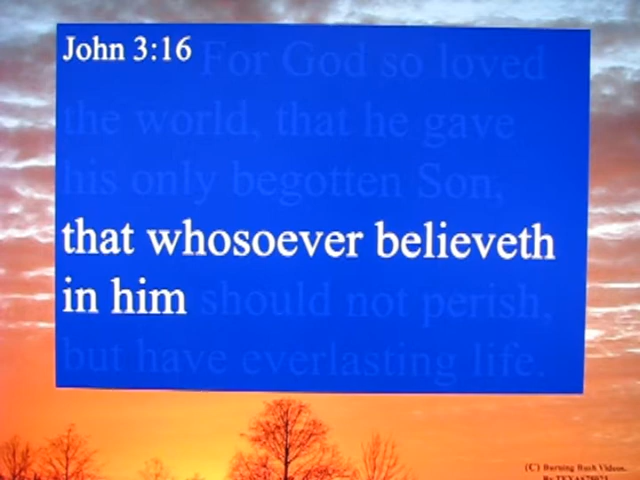 John 3:16 For God so loved
the world, that he gave
his only begotten Son,
that whosoever believeth
in him should not perish,
but have everlasting life.
(C) Burning Bush Videos.